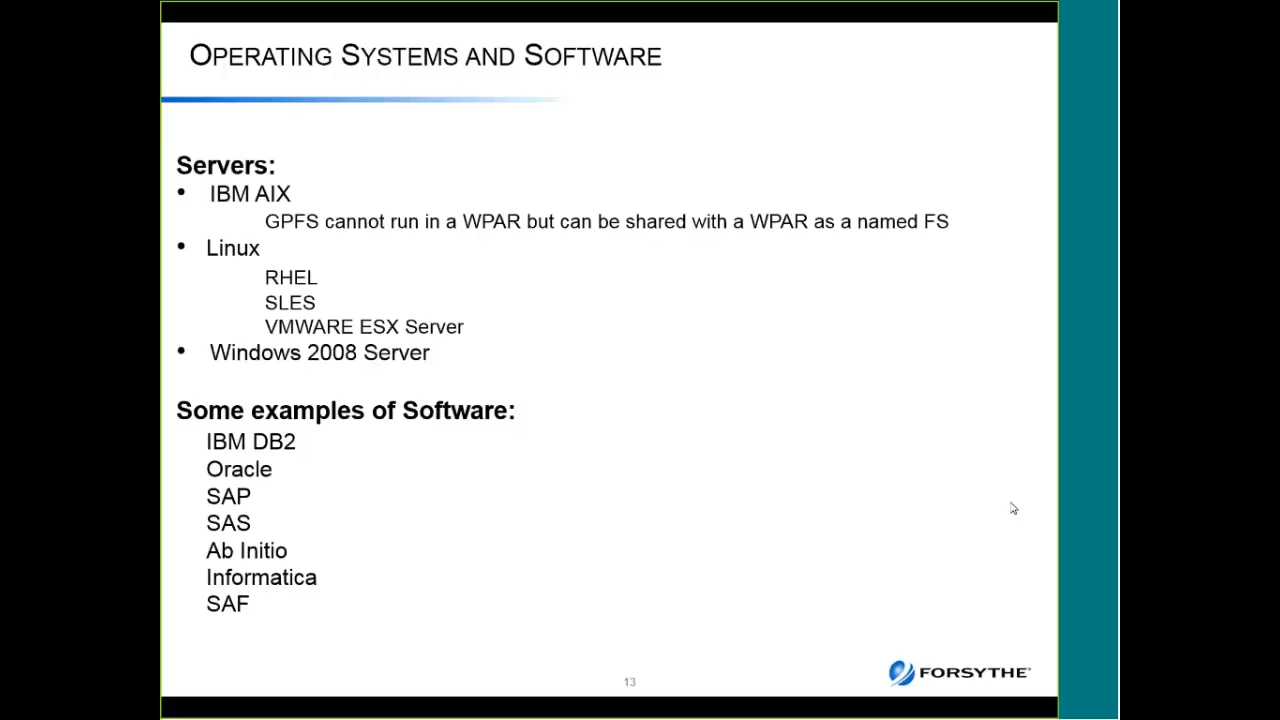 OPERATING SYSTEMS AND SOFTWARE
Servers:
• IBM AIX
GPFS cannot run in a WPAR but can be shared with a WPAR as a named FS
• Linux
RHEL
SLES
VMWARE ESX Server
• Windows 2008 Server
Some examples of Software:
IBM DB2
Oracle
SAP
SAS
Ab Initio
Informatica
SAF
13
FORSYTHE